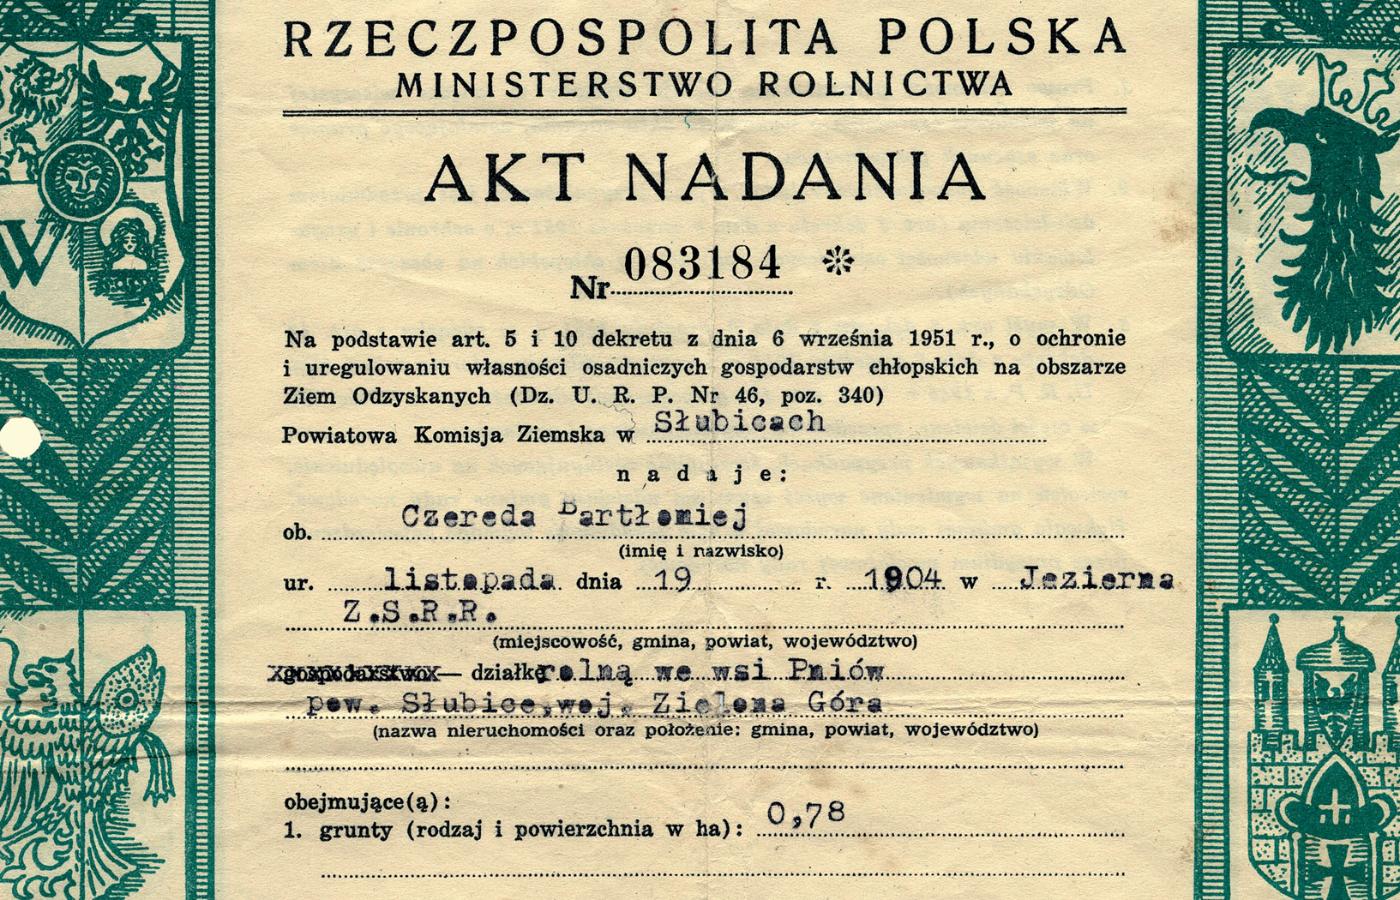 RZECZPOSPOLITA POLSKA
MINISTERSTWO ROLNICTWA
AKT NADANIA
Nr 083184
Na podstawie art. 5 i 10 dekretu z dnia 6 września 1951 r., o ochronie
i uregulowaniu własności osadniczych gospodarstw chłopskich na obszarze
Ziem Odzyskanych (Dz. U. R. P. Nr 46, poz. 340)
Powiatowa Komisja Ziemska w Słubicach
nadaje:
ob. Czereda Bartłomiej
(imię i nazwisko)
ur. listopada dnia 19 r. 1904 w Jezierna
Z.S.R.R.
(miejscowość, gmina, powiat, województwo)
gospodarstwo — działkę rolną we wsi Pniów
pow. Słubice,woj. Zielona Góra
(nazwa nieruchomości oraz położenie: gmina, powiat, województwo)
obejmujące(ą):
1. grunty (rodzaj i powierzchnia w ha): 0,78
W